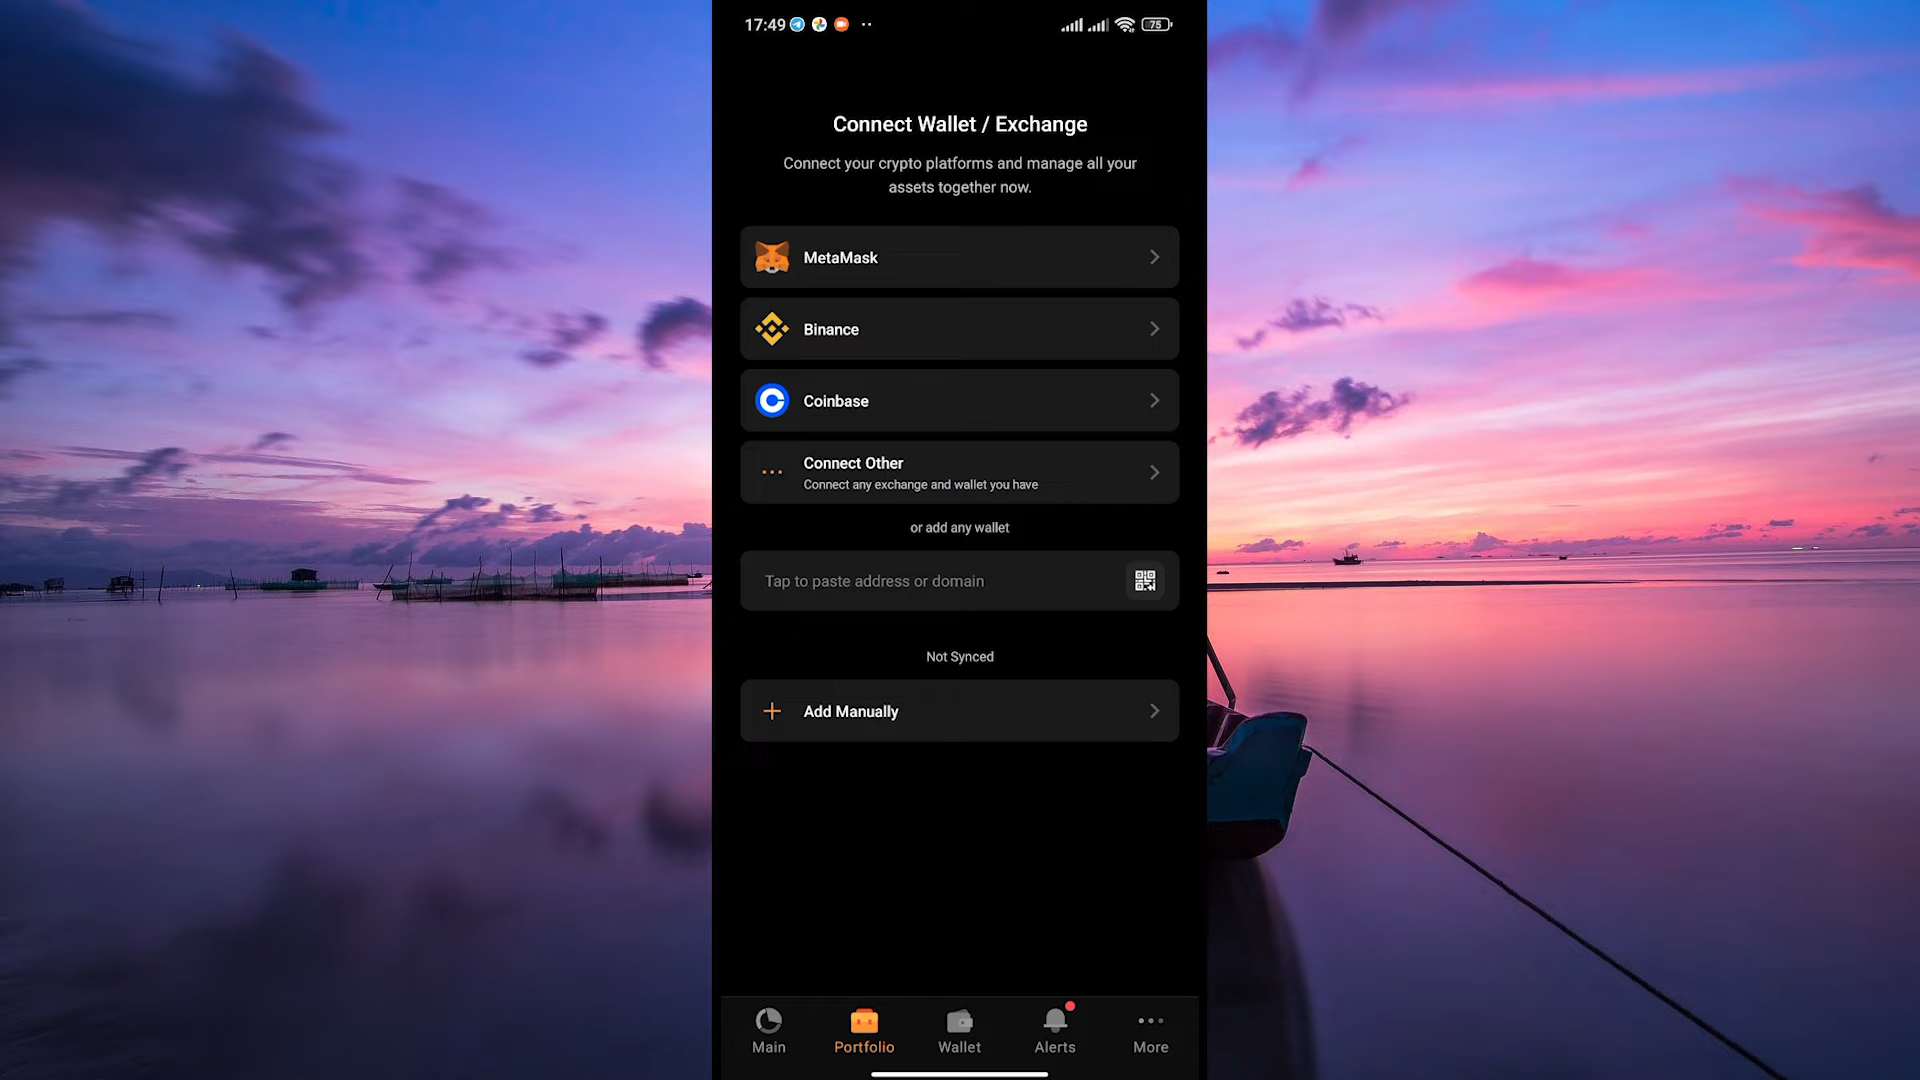 17:49
75
Connect Wallet / Exchange
Connect your crypto platforms and manage all your
assets together now.
MetaMask
Binance
Coinbase
Connect Other
Connect any exchange and wallet you have
or add any wallet
Tap to paste address or domain
Not Synced
Add Manually
Main Portfolio Wallet Alerts More